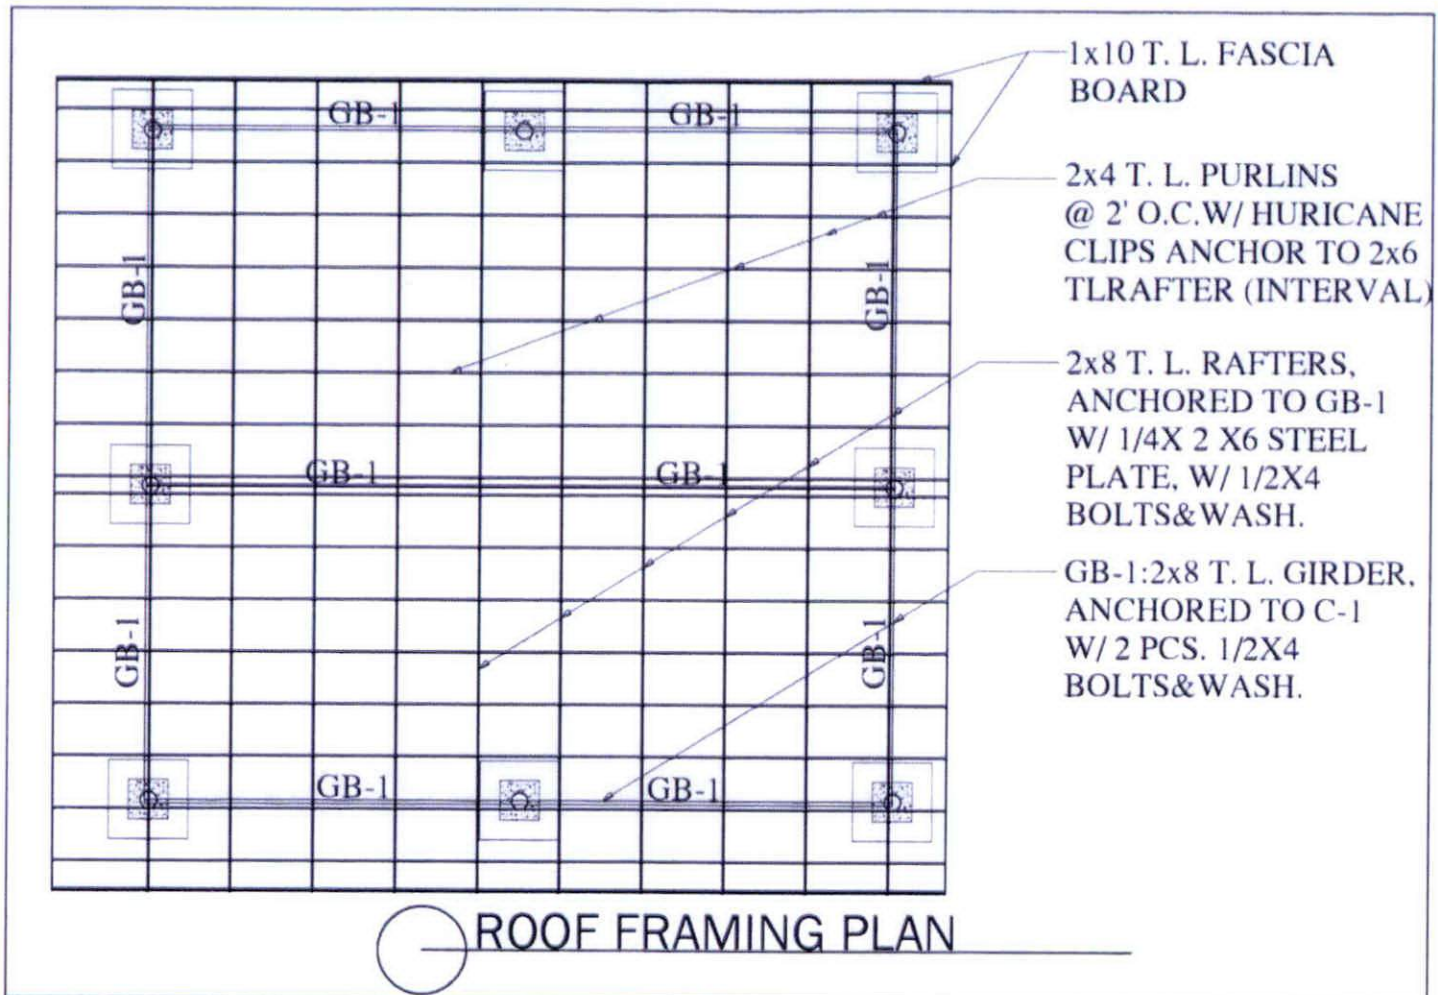 1x10 T. L. FASCIA
BOARD
GB-1 GB-1
2x4 T. L. PURLINS
@ 2' O.C.W/ HURICANE
CLIPS ANCHOR TO 2x6
TLRAFTER (INTERVAL)
GB-1 GB-1
2x8 T. L. RAFTERS,
ANCHORED TO GB-1
W/ 1/4X 2 X6 STEEL
PLATE, W/ 1/2X4
BOLTS&WASH.
GB-1 GB-1
GB-1:2x8 T. L. GIRDER,
ANCHORED TO C-1
W/ 2 PCS. 1/2X4
BOLTS&WASH.
GB-1 GB-1
GB-1 GB-1
ROOF FRAMING PLAN